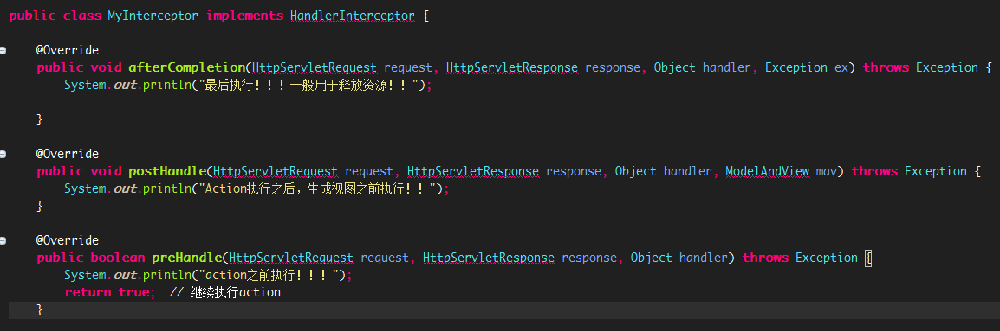 public class MyInterceptor implements HandlerInterceptor {
@Override
public void afterCompletion(HttpServletRequest request, HttpServletResponse response, Object handler, Exception ex) throws Exception {
System.out.println("最后执行！！！一般用于释放资源！！");
}
@Override
public void postHandle(HttpServletRequest request, HttpServletResponse response, Object handler, ModelAndView mav) throws Exception {
System.out.println("Action执行之后，生成视图之前执行！！");
}
@Override
public boolean preHandle(HttpServletRequest request, HttpServletResponse response, Object handler) throws Exception {
System.out.println("action之前执行！！！");
return true;  // 继续执行action
}